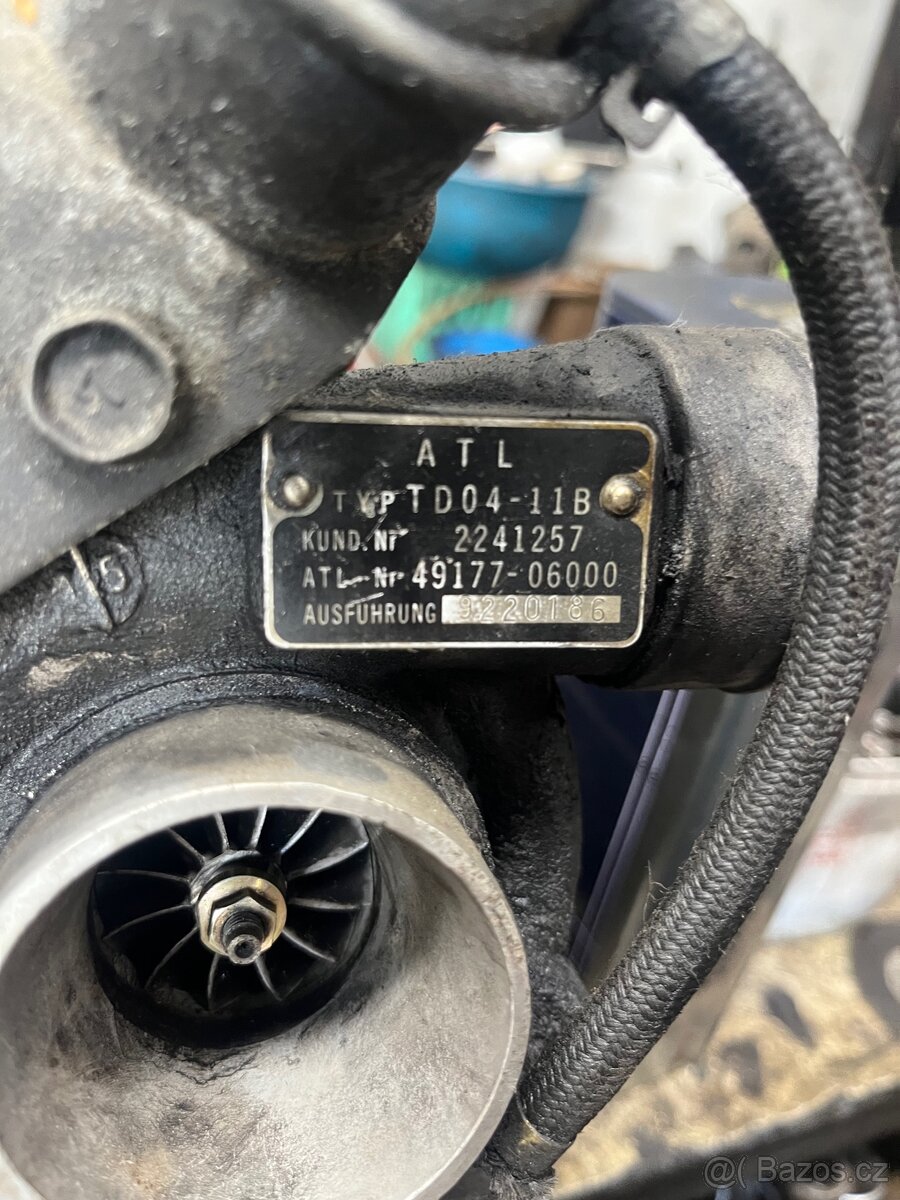 ATL
TYP TD04-11B
KUND.Nr 2241257
ATL-Nr 49177-06000
AUSFÜHRUNG 9220186
@( Bazos.cz